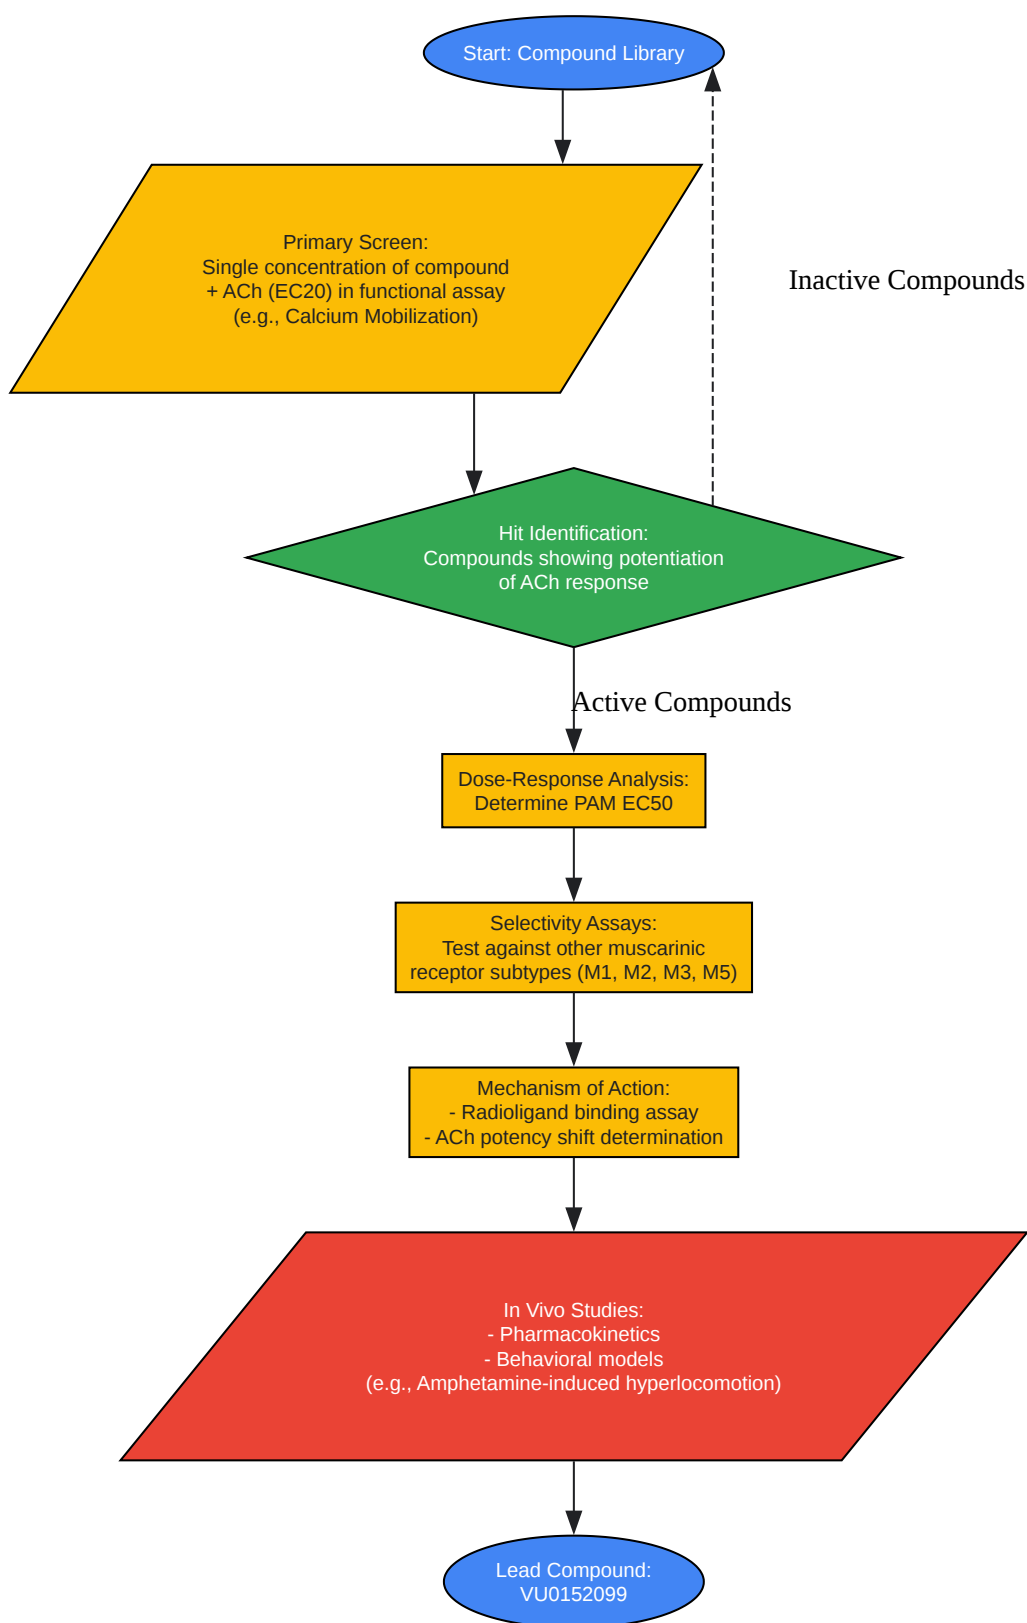 Start: Compound Library
Primary Screen:
Single concentration of compound
+ ACh (EC20) in functional assay
(e.g., Calcium Mobilization)
Inactive Compounds
Hit Identification:
Compounds showing potentiation
of ACh response
Active Compounds
Dose-Response Analysis:
Determine PAM EC50
Selectivity Assays:
Test against other muscarinic
receptor subtypes (M1, M2, M3, M5)
Mechanism of Action:
- Radioligand binding assay
- ACh potency shift determination
In Vivo Studies:
- Pharmacokinetics
- Behavioral models
(e.g., Amphetamine-induced hyperlocomotion)
Lead Compound:
VU0152099